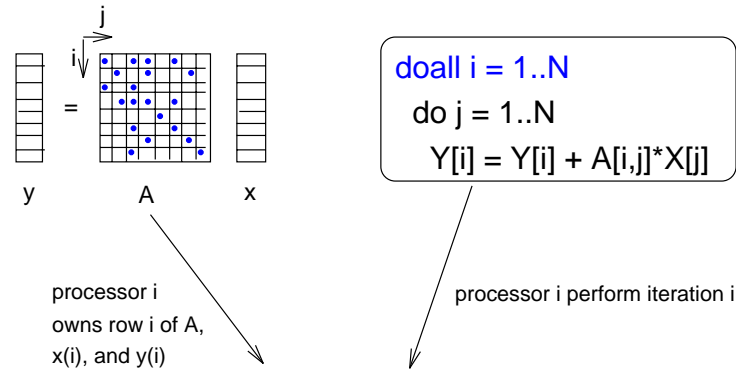 j
i
=
y
A
x
doall i = 1..N
do j = 1..N
Y[i] = Y[i] + A[i,j]*X[j]
processor i
owns row i of A,
x(i), and y(i)
processor i perform iteration i